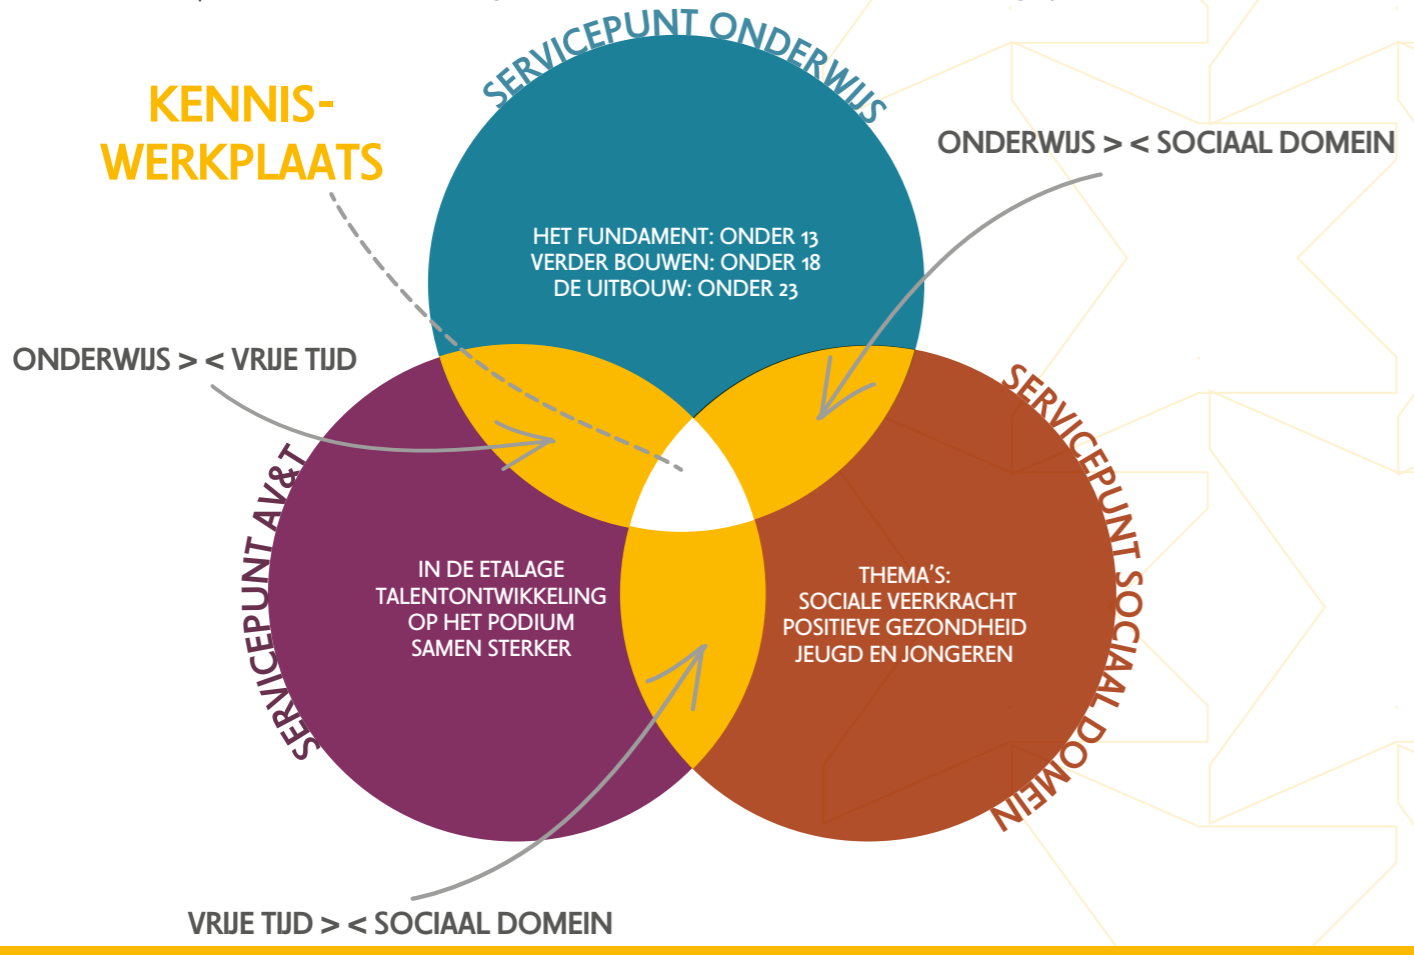 SERVICEPUNT ONDERWIJS
KENNIS-
WERKPLAATS
ONDERWIJS > < SOCIAAL DOMEIN
HET FUNDAMENT: ONDER 13
VERDER BOUWEN: ONDER 18
DE UITBOUW: ONDER 23
ONDERWIJS > < VRIJE TIJD
SERVICEPUNT AV&T
IN DE ETALAGE
TALENTONTWIKKELING
OP HET PODIUM
SAMEN STERKER
THEMA'S:
SOCIALE VEERKRACHT
POSITIEVE GEZONDHEID
JEUGD EN JONGEREN
SERVICEPUNT SOCIAAL DOMEIN
VRIJE TIJD > < SOCIAAL DOMEIN